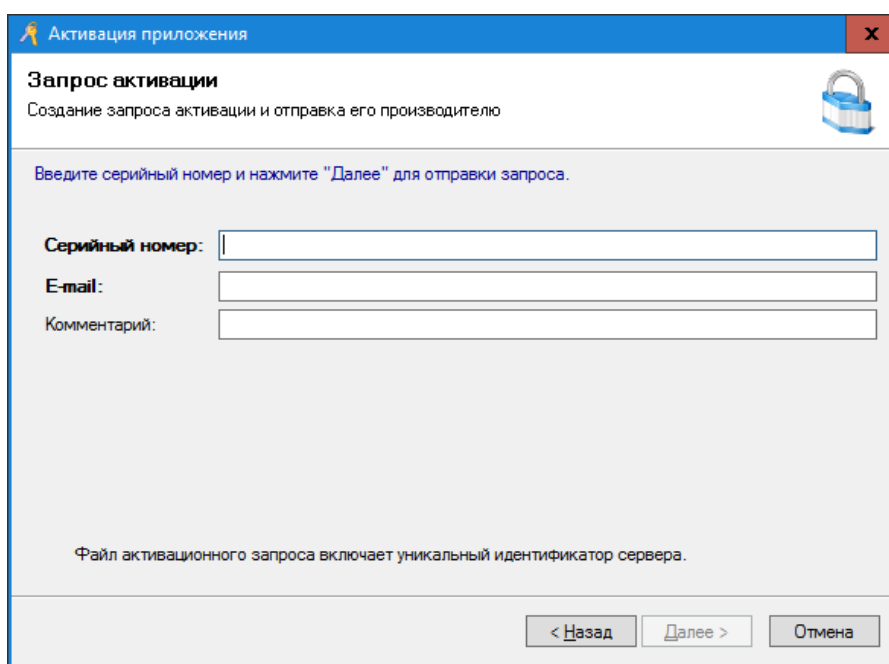 Активация приложения
x
Запрос активации
Создание запроса активации и отправка его производителю
Введите серийный номер и нажмите "Далее" для отправки запроса.
Серийный номер:
E-mail:
Комментарий:
Файл активационного запроса включает уникальный идентификатор сервера.
< Назад Далее > Отмена